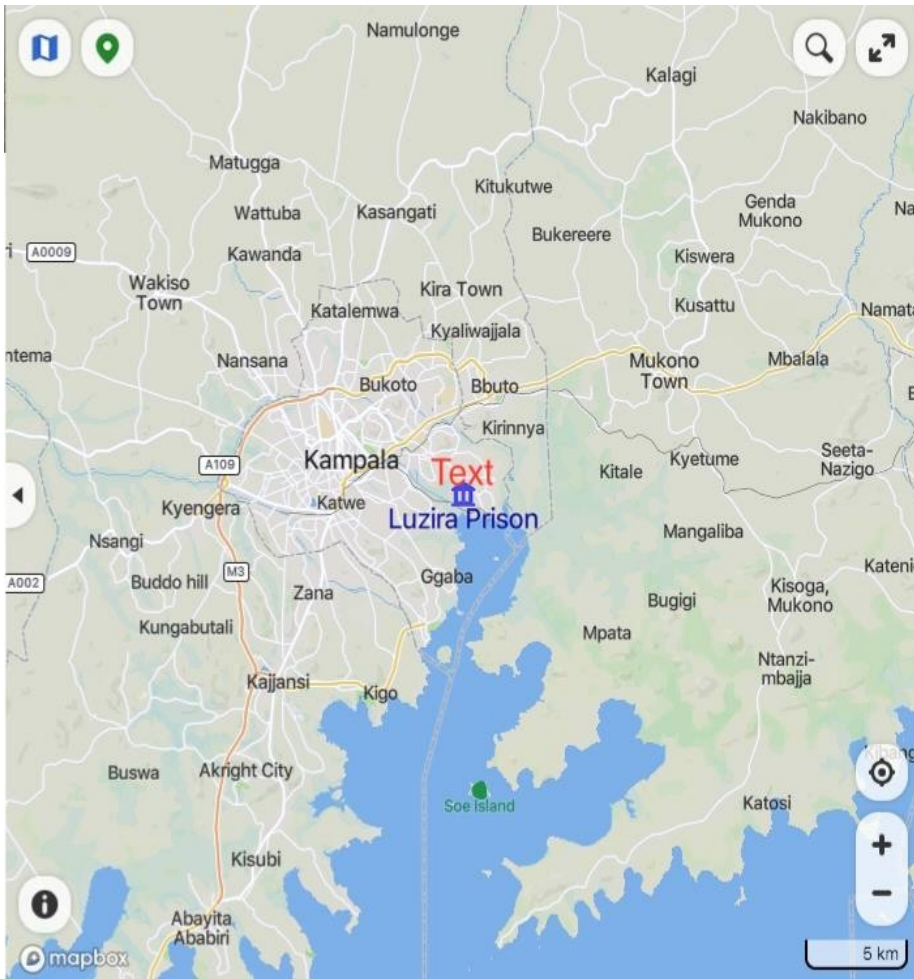 Namulonge
Kalagi
Nakibano
Matugga
Kitukutwe
Wattuba
Kasangati
Genda
Mukono
Na
Bukereere
A0009
Kawanda
Kiswera
Wakiso
Town
Kira Town
Katalemwa
Kusattu
Namata
Kyaliwajjala
ntema
Nansana
Mukono
Town
Mbalala
Bukoto
Bbuto
Kirinnya
A109
Kampala
Text
Kitale
Kyetume
Seeta-
Nazigo
Katwe
Kyengera
Luzira Prison
Mangaliba
Nsangi
A002
Buddo hill
M3
Zana
Ggaba
Kisoga,
Mukono
Kateni
Bugigi
Kungabutali
Mpata
Ntanzi-
mbajja
Kajjansi
Kigo
Buswa
Akright City
Soe Island
Katosi
Kisubi
Abayita
Ababiri
mapbox
5 km